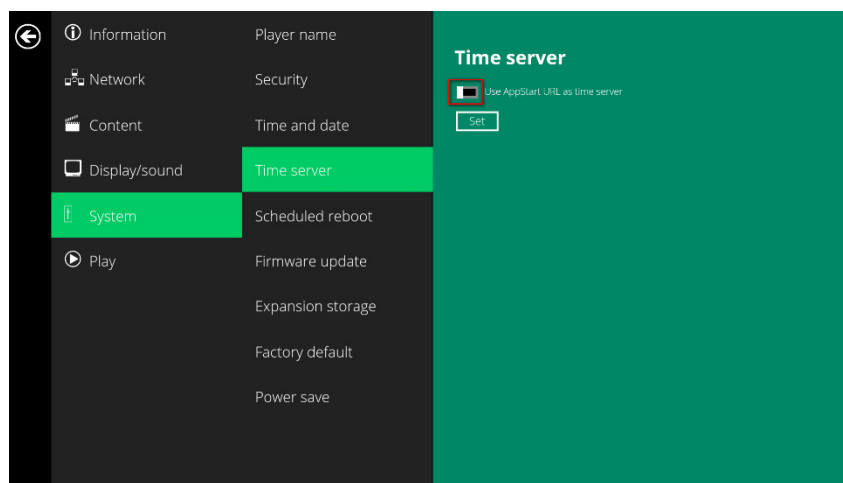 Information
Network
Content
Display/sound
System
Play
Player name
Security
Time and date
Time server
Scheduled reboot
Firmware update
Expansion storage
Factory default
Power save
Time server
Use AppStart URL as time server
Set